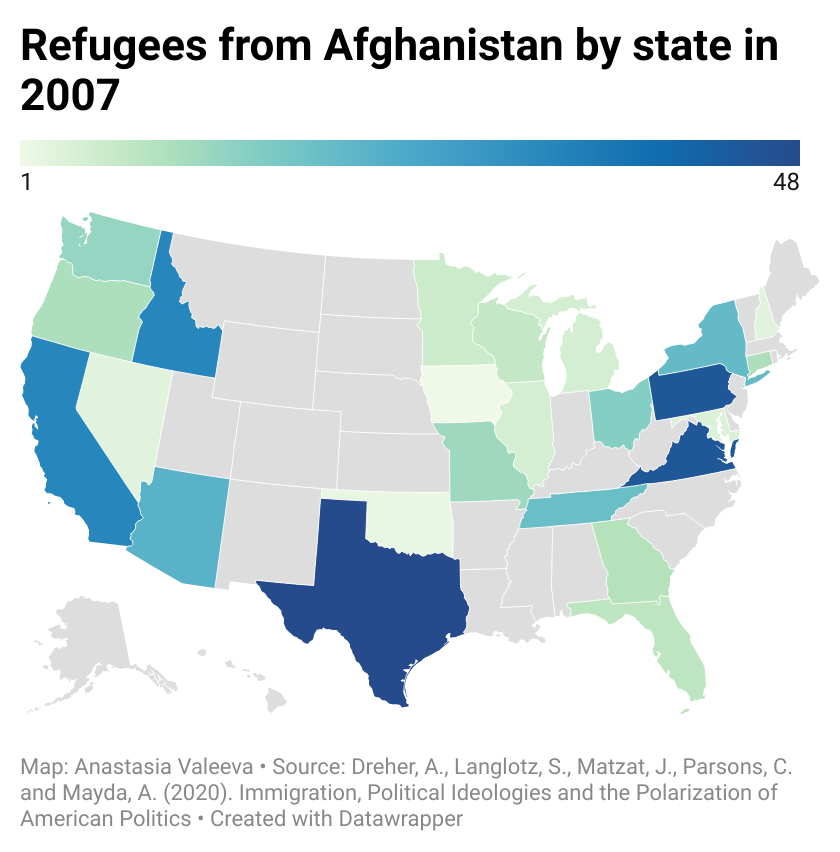 Refugees from Afghanistan by state in
2007
1
48
Map: Anastasia Valeeva • Source: Dreher, A., Langlotz, S., Matzat, J., Parsons, C.
and Mayda, A. (2020). Immigration, Political Ideologies and the Polarization of
American Politics • Created with Datawrapper